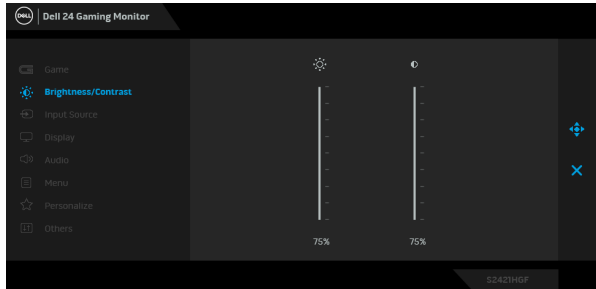 DELL Dell 24 Gaming Monitor
Game
Brightness/Contrast
Input Source
Display
Audio
Menu
Personalize
Others
75% 75%
S2421HGF